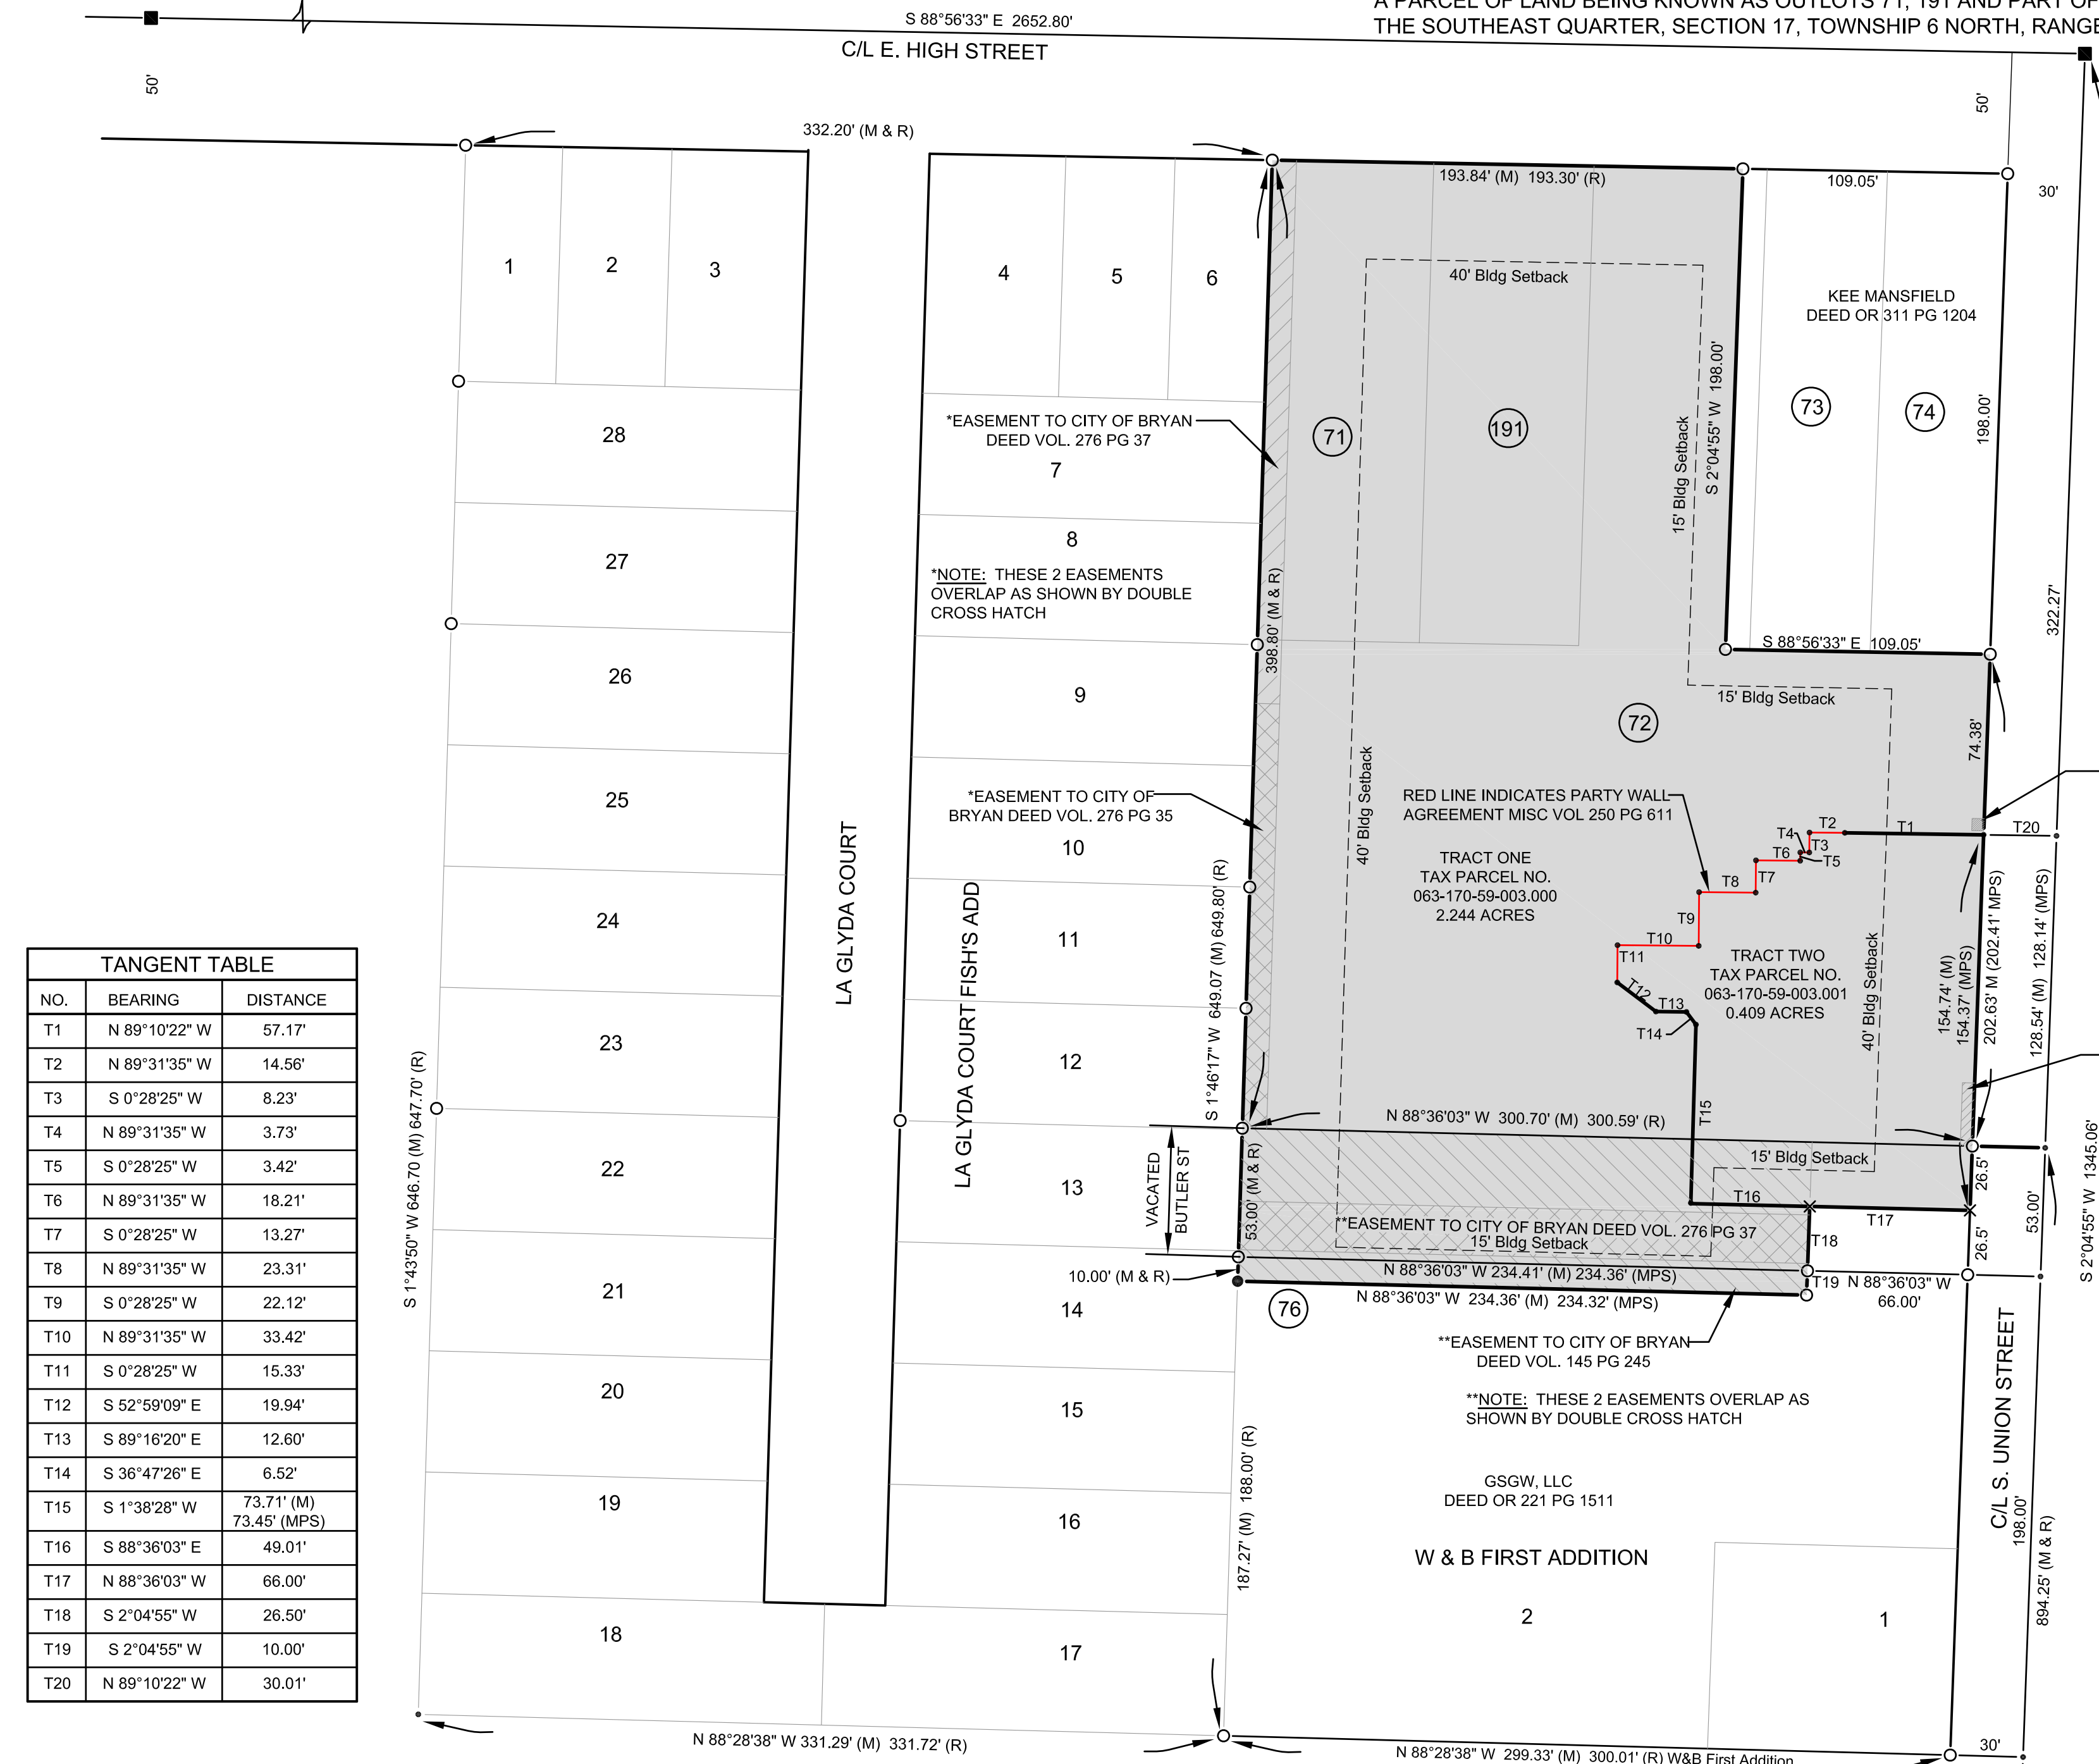 A PARCEL OF LAND BEING KNOWN AS OUTLOTS 71, 191 AND PART OF
THE SOUTHEAST QUARTER, SECTION 17, TOWNSHIP 6 NORTH, RANGE
S 88°56'33" E 2652.80'
C/L E. HIGH STREET
50'
50'
332.20' (M & R)
193.84' (M) 193.30' (R)
109.05'
30'
1
2
3
4
5
6
40' Bldg Setback
KEE MANSFIELD
DEED OR 311 PG 1204
S 2°04'55" W 198.00'
15' Bldg Setback
198.00'
71
191
73
74
28
*EASEMENT TO CITY OF BRYAN
DEED VOL. 276 PG 37
7
8
*NOTE: THESE 2 EASEMENTS
OVERLAP AS SHOWN BY DOUBLE
CROSS HATCH
27
398.80' (M & R)
322.27'
S 88°56'33" E 109.05'
26
9
15' Bldg Setback
72
74.38'
40' Bldg Setback
25
*EASEMENT TO CITY OF
BRYAN DEED VOL. 276 PG 35
10
RED LINE INDICATES PARTY WALL
AGREEMENT MISC VOL 250 PG 611
T1
T2
T3
T4
T5
T6
T7
T8
T9
T10
T11
T12
T13
T14
T15
T20
TRACT ONE
TAX PARCEL NO.
063-170-59-003.000
2.244 ACRES
TRACT TWO
TAX PARCEL NO.
063-170-59-003.001
0.409 ACRES
40' Bldg Setback
154.74' (M)
154.37' (MPS)
202.63' M (202.41' MPS)
128.54' (M) 128.14' (MPS)
LA GLYDA COURT
LA GLYDA COURT FISH'S ADD
S 1°46'17" W 649.07 (M) 649.80' (R)
24
11
23
12
22
13
21
14
20
15
19
16
18
17
S 1°43'50" W 646.70 (M) 647.70' (R)
N 88°36'03" W 300.70' (M) 300.59' (R)
15' Bldg Setback
VACATED
BUTLER ST
53.00' (M & R)
T16
T17
T18
T19
26.5'
26.5'
53.00'
S 2°04'55" W 1345.06'
**EASEMENT TO CITY OF BRYAN DEED VOL. 276 PG 37
15' Bldg Setback
N 88°36'03" W 234.41' (M) 234.36' (MPS)
N 88°36'03" W
66.00'
10.00' (M & R)
N 88°36'03" W 234.36' (M) 234.32' (MPS)
76
**EASEMENT TO CITY OF BRYAN
DEED VOL. 145 PG 245
**NOTE: THESE 2 EASEMENTS OVERLAP AS
SHOWN BY DOUBLE CROSS HATCH
GSGW, LLC
DEED OR 221 PG 1511
W & B FIRST ADDITION
2
1
187.27' (M) 188.00' (R)
C/L S. UNION STREET
198.00'
894.25' (M & R)
30'
N 88°28'38" W 331.29' (M) 331.72' (R)
N 88°28'38" W 299.33' (M) 300.01' (R) W&B First Addition
TANGENT TABLE
NO. BEARING DISTANCE
T1 N 89°10'22" W 57.17'
T2 N 89°31'35" W 14.56'
T3 S 0°28'25" W 8.23'
T4 N 89°31'35" W 3.73'
T5 S 0°28'25" W 3.42'
T6 N 89°31'35" W 18.21'
T7 S 0°28'25" W 13.27'
T8 N 89°31'35" W 23.31'
T9 S 0°28'25" W 22.12'
T10 N 89°31'35" W 33.42'
T11 S 0°28'25" W 15.33'
T12 S 52°59'09" E 19.94'
T13 S 89°16'20" E 12.60'
T14 S 36°47'26" E 6.52'
T15 S 1°38'28" W 73.71' (M)
73.45' (MPS)
T16 S 88°36'03" E 49.01'
T17 N 88°36'03" W 66.00'
T18 S 2°04'55" W 26.50'
T19 S 2°04'55" W 10.00'
T20 N 89°10'22" W 30.01'